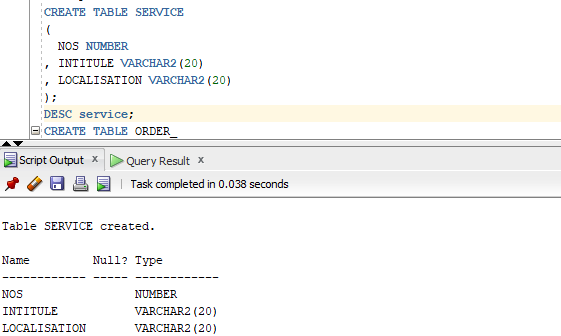 CREATE TABLE SERVICE
(
NOS NUMBER
, INTITULE VARCHAR2(20)
, LOCALISATION VARCHAR2(20)
);
DESC service;
CREATE TABLE ORDER_
Script Output x Query Result x
Task completed in 0.038 seconds
Table SERVICE created.
Name Null? Type
------------ ----- ------------
NOS NUMBER
INTITULE VARCHAR2(20)
LOCALISATION VARCHAR2(20)